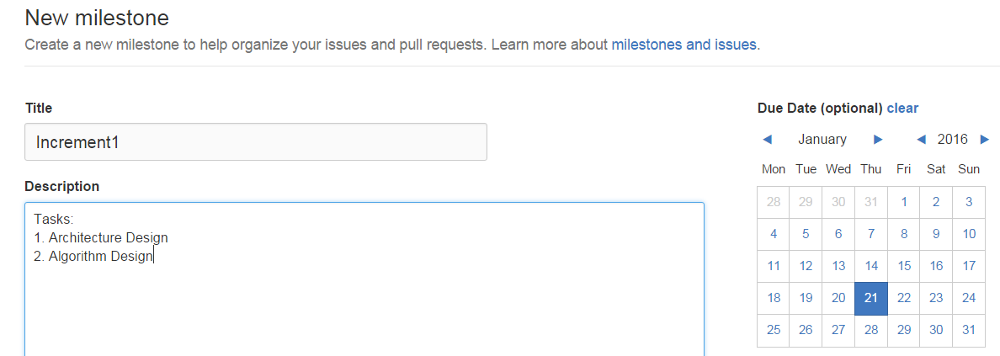 New milestone
Create a new milestone to help organize your issues and pull requests. Learn more about milestones and issues.
Title
Increment1
Description
Tasks:
1. Architecture Design
2. Algorithm Design
Due Date (optional) clear
◀ January ▶ ◀ 2016 ▶
Mon Tue Wed Thu Fri Sat Sun
28 29 30 31 1 2 3
4 5 6 7 8 9 10
11 12 13 14 15 16 17
18 19 20 21 22 23 24
25 26 27 28 29 30 31